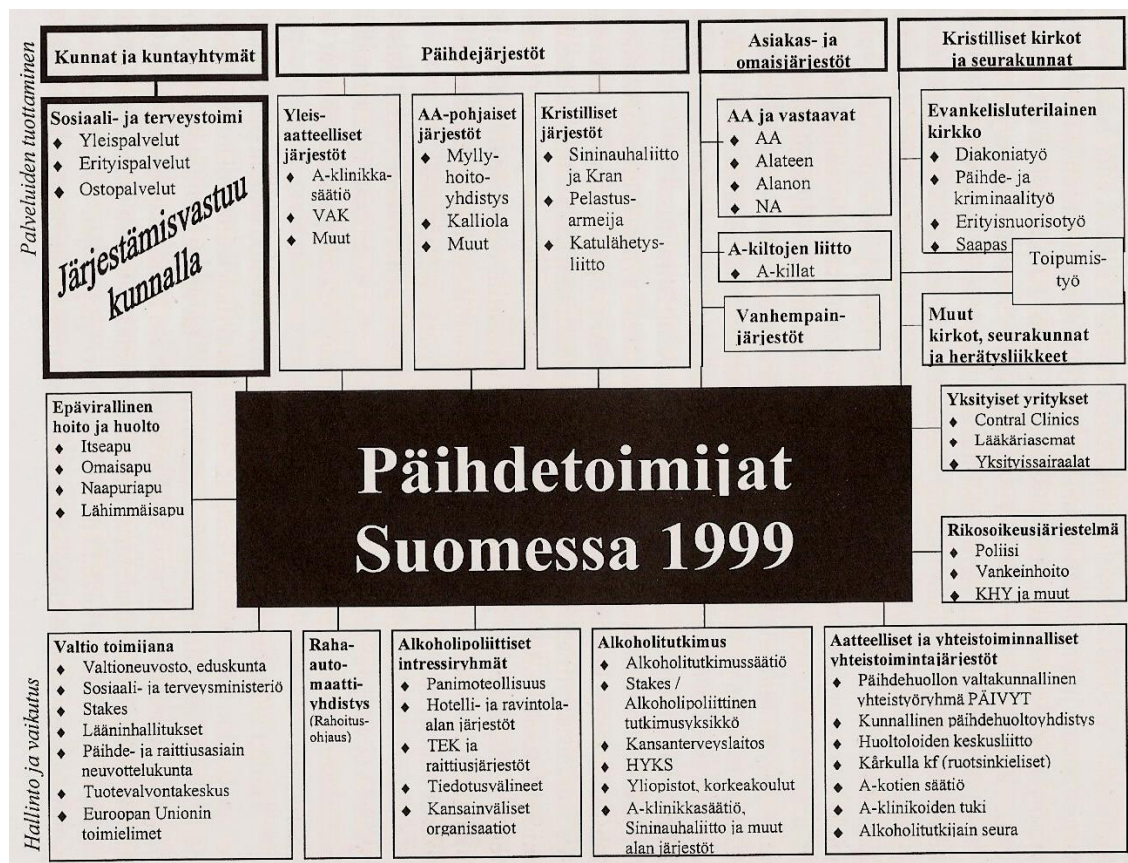 Palveluiden tuottaminen
Kunnat ja kuntayhtymät
Sosiaali- ja terveystoimi
♦ Yleispalvelut
♦ Erityispalvelut
♦ Ostopalvelut
Järjestämisvastuu
kunnalla
Päihdejärjestöt
Yleis-
aatteelliset
järjestöt
♦ A-klinikka-
säätiö
♦ VAK
♦ Muut
AA-pohjaiset
järjestöt
♦ Mylly-
hoito-
yhdistys
♦ Kalliola
♦ Muut
Kristilliset
järjestöt
♦ Sininauhaliitto
ja Kran
♦ Pelastus-
armeija
♦ Katulähetys-
liitto
Asiakas- ja
omaisjärjestöt
AA ja vastaavat
♦ AA
♦ Alateen
♦ Alanon
♦ NA
A-kiltojen liitto
♦ A-killat
Vanhempain-
järjestöt
Kristilliset kirkot
ja seurakunnat
Evankelisluterilainen
kirkko
♦ Diakoniatyö
♦ Päihde- ja
kriminaalityö
♦ Erityisnuorisotyö
♦ Saapas
Toipumis-
työ
Muut
kirkot, seurakunnat
ja herätysliikkeet
Epävirallinen
hoito ja huolto
♦ Itseapu
♦ Omaisapu
♦ Naapuriapu
♦ Lähimmäisapu
Päihdetoimijat
Suomessa 1999
Yksityiset yritykset
♦ Contral Clinics
♦ Lääkäriasemat
♦ Yksityissairaalat
Rikosoikeusjärjestelmä
♦ Poliisi
♦ Vankeinhoito
♦ KHY ja muut
Hallinto ja vaikutus
Valtio toimijana
♦ Valtioneuvosto, eduskunta
♦ Sosiaali- ja terveysministeriö
♦ Stakes
♦ Lääninhallitukset
♦ Päihde- ja raittiusasiain
neuvottelukunta
♦ Tuotevalvontakeskus
♦ Euroopan Unionin
toimielimet
Raha-
auto-
maatti-
yhdistys
(Rahoitus-
ohjaus)
Alkoholipoliittiset
intressiryhmät
♦ Panimoteollisuus
♦ Hotelli- ja ravintola-
alan järjestöt
♦ TEK ja
raittiusjärjestöt
♦ Tiedotusvälineet
♦ Kansainväliset
organisaatiot
Alkoholitutkimus
♦ Alkoholitutkimussäätiö
♦ Stakes /
Alkoholipoliittinen
tutkimusyksikkö
♦ Kansanterveyslaitos
♦ HYKS
♦ Yliopistot, korkeakoulut
♦ A-klinikkasäätiö,
Sininauhaliitto ja muut
alan järjestöt
Aatteelliset ja yhteistoiminnalliset
yhteistoimintajärjestöt
♦ Päihdehuollon valtakunnallinen
yhteistyöryhmä PÄIVYT
♦ Kunnallinen päihdehuoltoyhdistys
♦ Huoltoloiden keskusliitto
♦ Kårkulla kf (ruotsinkieliset)
♦ A-kotien säätiö
♦ A-klinikoiden tuki
♦ Alkoholitutkijain seura